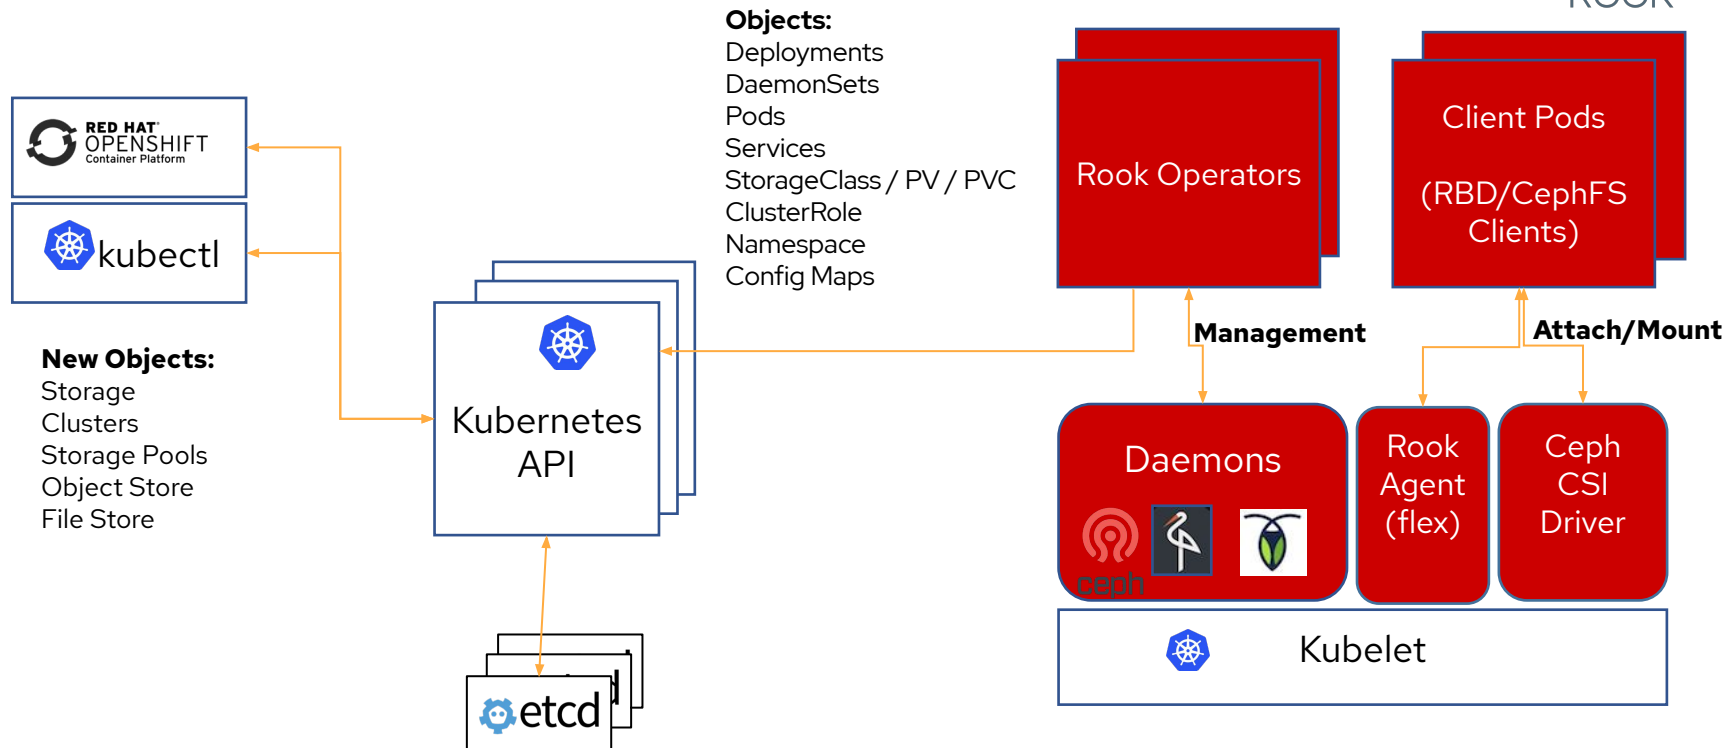 ROOK
Objects:
Deployments
DaemonSets
Pods
Services
StorageClass / PV / PVC
ClusterRole
Namespace
Config Maps
RED HAT®
OPENSHIFT
Container Platform
kubectl
New Objects:
Storage
Clusters
Storage Pools
Object Store
File Store
Kubernetes
API
etcd
Rook Operators
Client Pods
(RBD/CephFS
Clients)
Management
Attach/Mount
Daemons
ceph
Rook
Agent
(flex)
Ceph
CSI
Driver
Kubelet